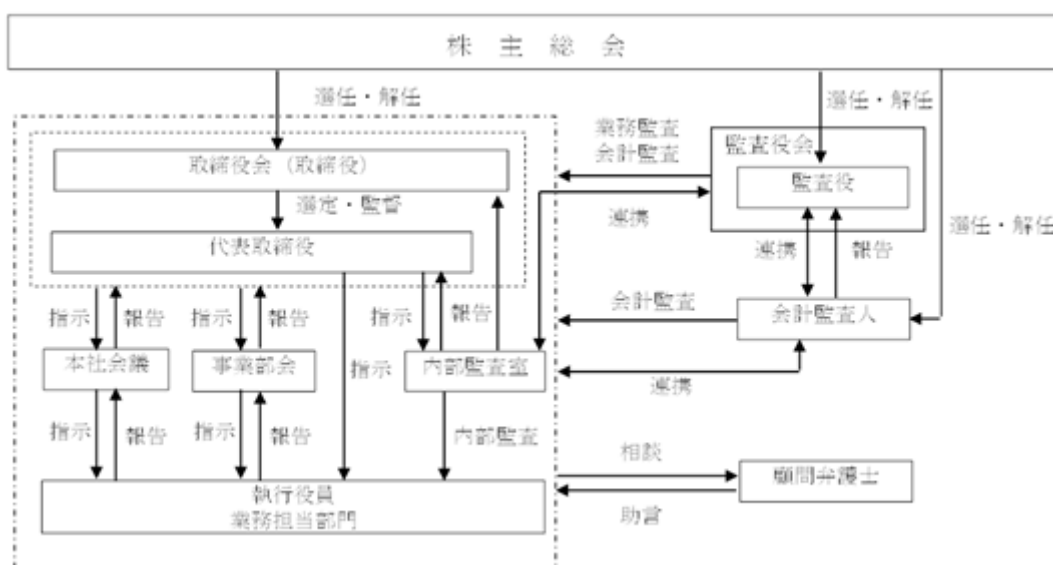 株主総会
選任・解任
選任・解任
業務監査
会計監査
監査役会
取締役会（取締役）
監査役
選定・監督
連携
選任・解任
代表取締役
連携
報告
指示
報告
指示
報告
指示
報告
会計監査
会計監査人
本社会議
事業部会
指示
内部監査室
連携
指示
報告
指示
報告
内部監査
相談
顧問弁護士
執行役員
業務担当部門
助言